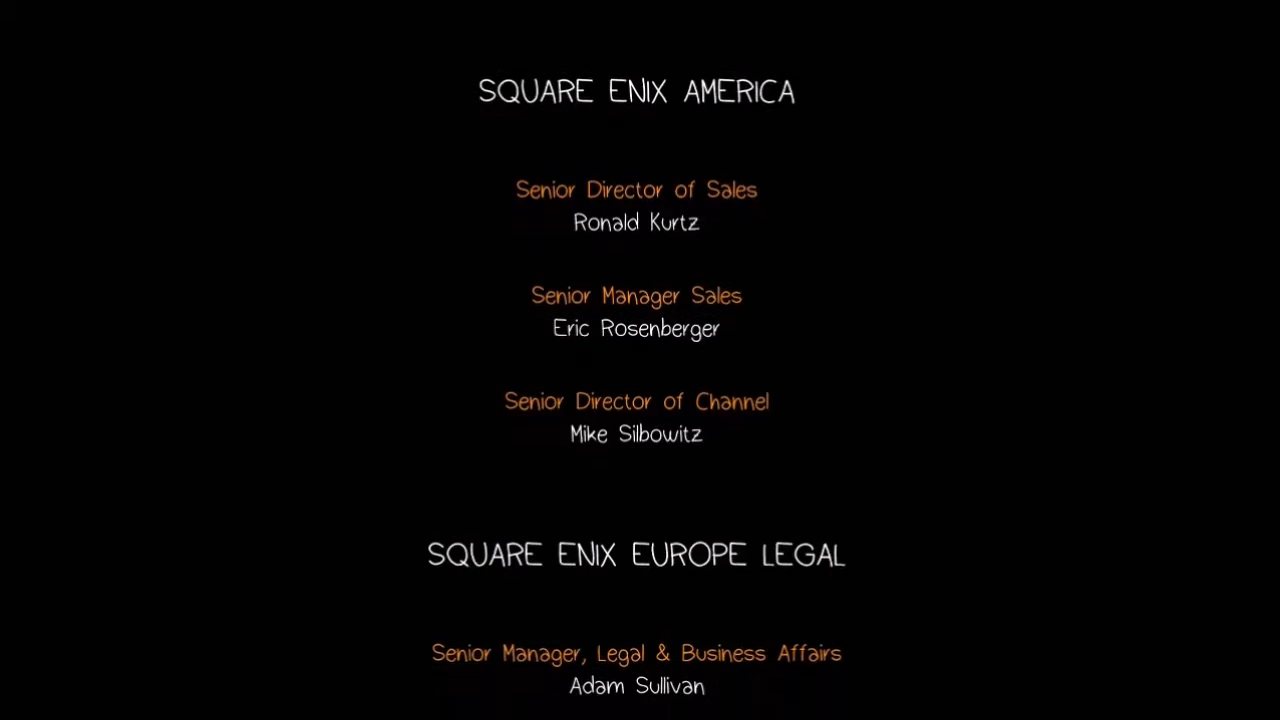 SQUARE ENIX AMERICA
Senior Director of Sales
Ronald Kurtz
Senior Manager Sales
Eric Rosenberger
Senior Director of Channel
Mike Silbowitz
SQUARE ENIX EUROPE LEGAL
Senior Manager, Legal & Business Affairs
Adam Sullivan